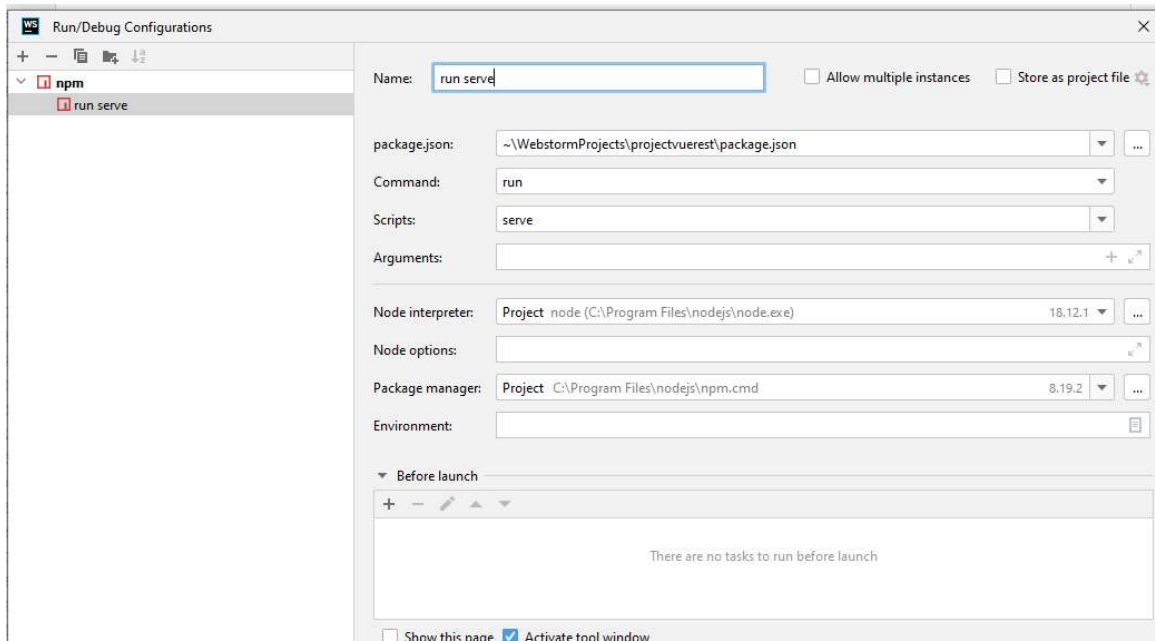 WS Run/Debug Configurations
npm
run serve
Name: run serve Allow multiple instances Store as project file
package.json: ~\WebstormProjects\projectvuerest\package.json ...
Command: run
Scripts: serve
Arguments:
Node interpreter: Project node (C:\Program Files\nodejs\node.exe) 18.12.1 ...
Node options:
Package manager: Project C:\Program Files\nodejs\npm.cmd 8.19.2 ...
Environment:
Before launch
There are no tasks to run before launch
Show this page Activate tool window